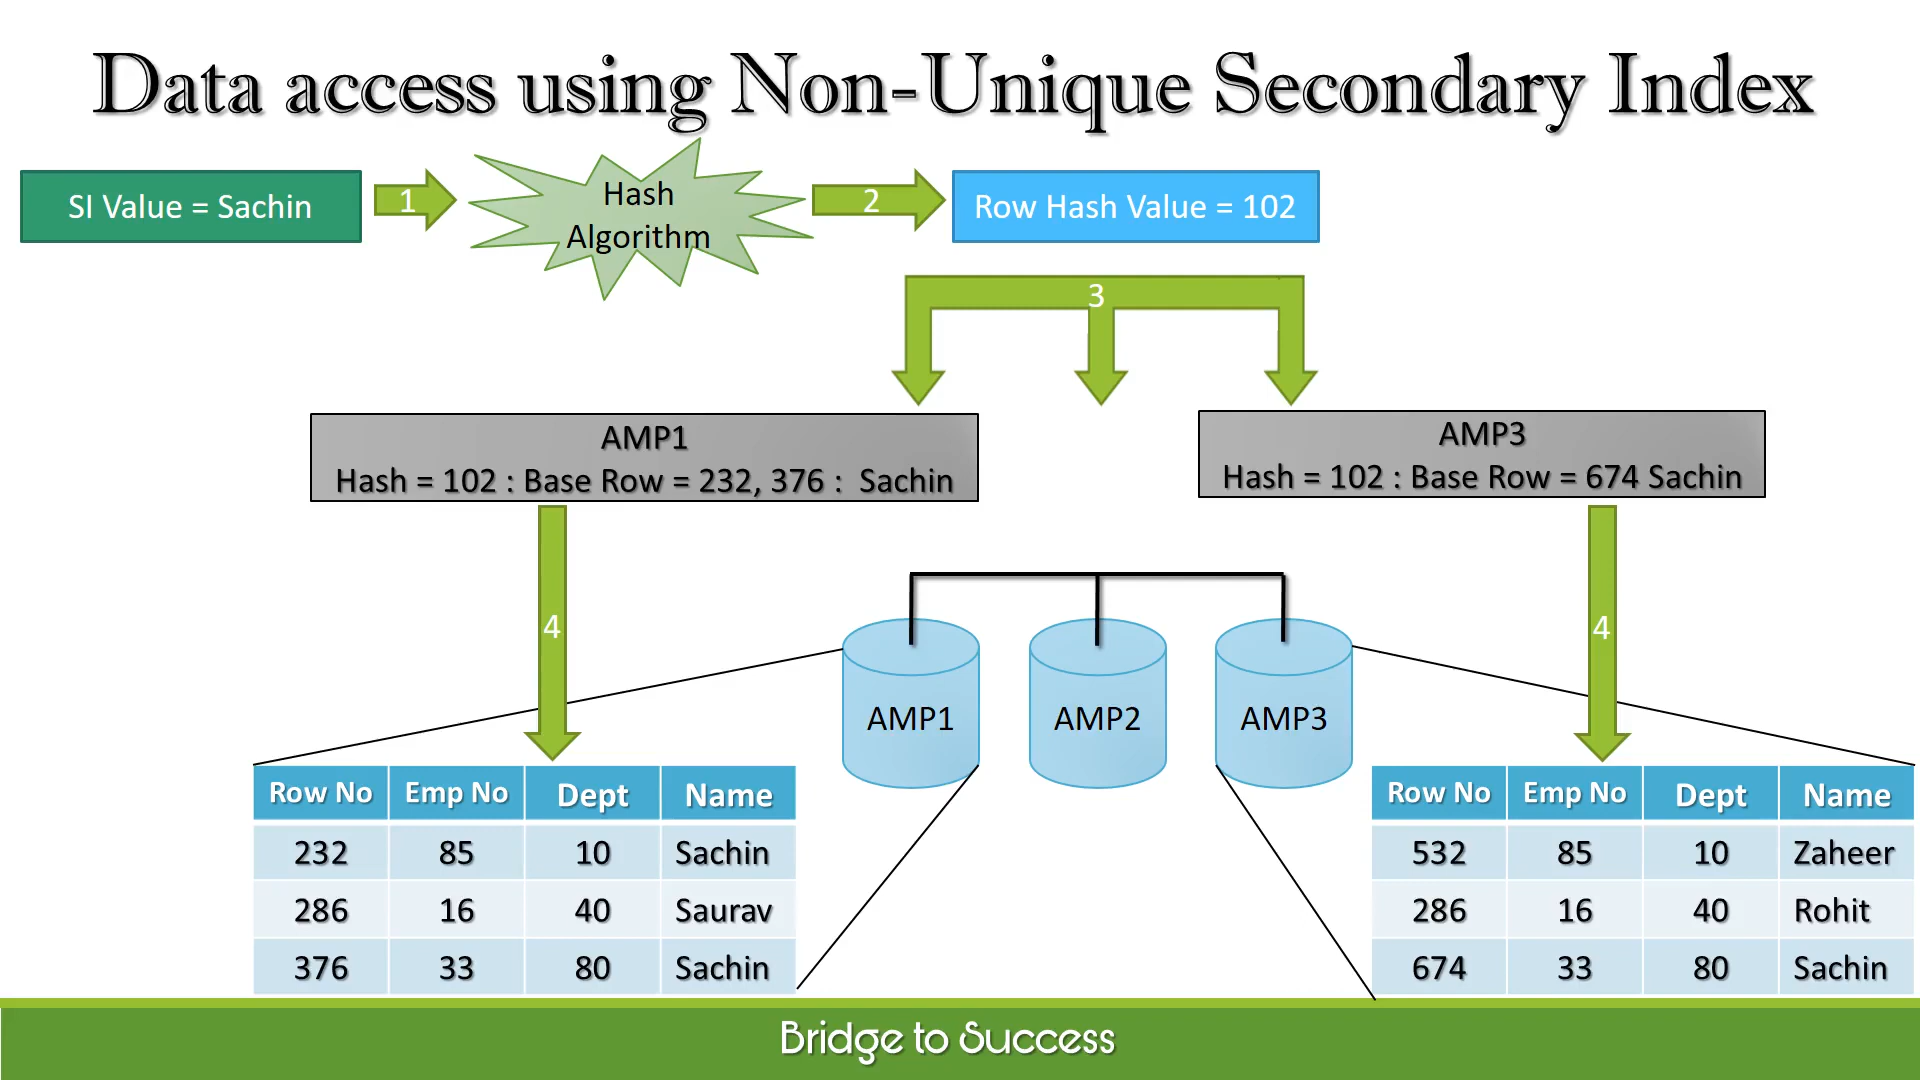 Data access using Non-Unique Secondary Index
SI Value = Sachin
1
Hash
Algorithm
2
Row Hash Value = 102
3
AMP1
Hash = 102 : Base Row = 232, 376 : Sachin
AMP3
Hash = 102 : Base Row = 674 Sachin
4
4
AMP1
AMP2
AMP3
Row No Emp No Dept Name
232 85 10 Sachin
286 16 40 Saurav
376 33 80 Sachin
Row No Emp No Dept Name
532 85 10 Zaheer
286 16 40 Rohit
674 33 80 Sachin
Bridge to Success